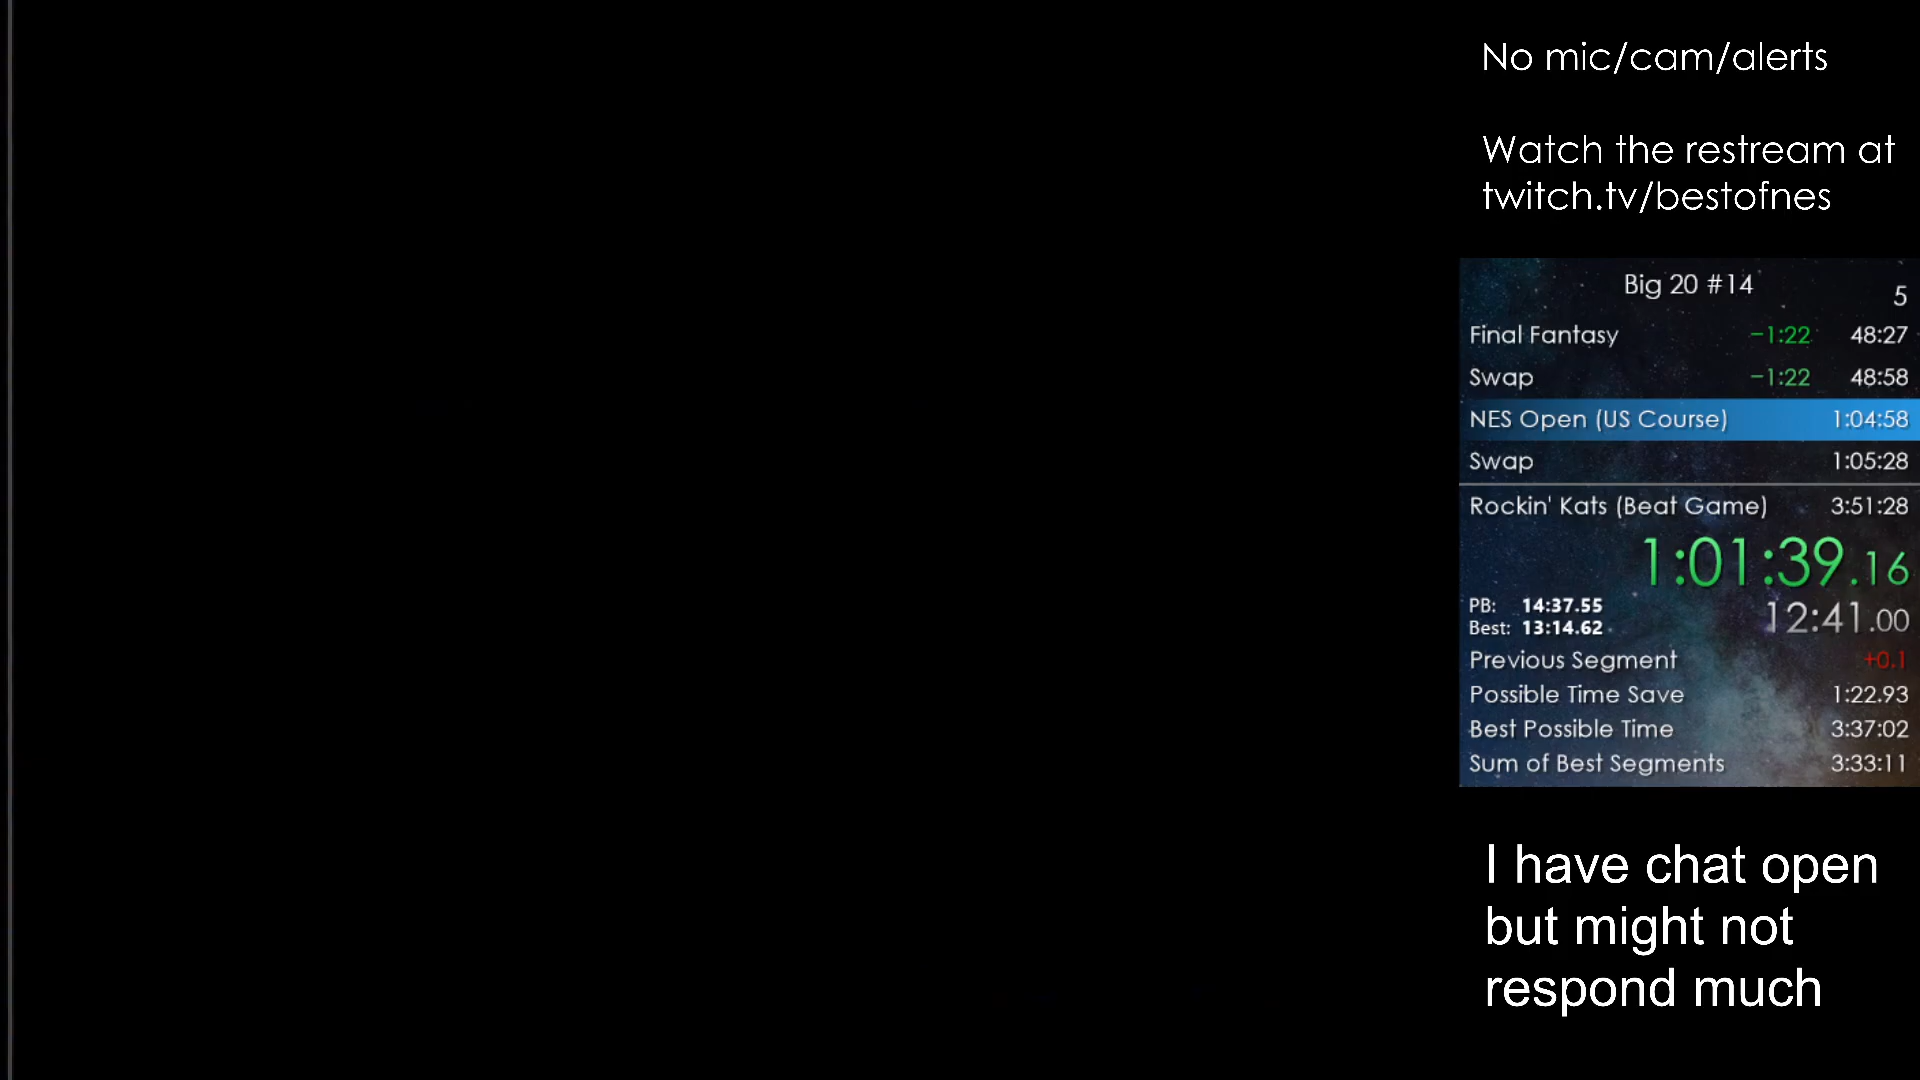 No mic/cam/alerts
Watch the restream at
twitch.tv/bestofnes
Big 20 #14
5
Final Fantasy -1:22 48:27
Swap -1:22 48:58
NES Open (US Course) 1:04:58
Swap 1:05:28
Rockin' Kats (Beat Game) 3:51:28
1:01:39.16
PB: 14:37.55
12:41.00
Best: 13:14.62
Previous Segment +0.1
Possible Time Save 1:22.93
Best Possible Time 3:37:02
Sum of Best Segments 3:33:11
I have chat open
but might not
respond much